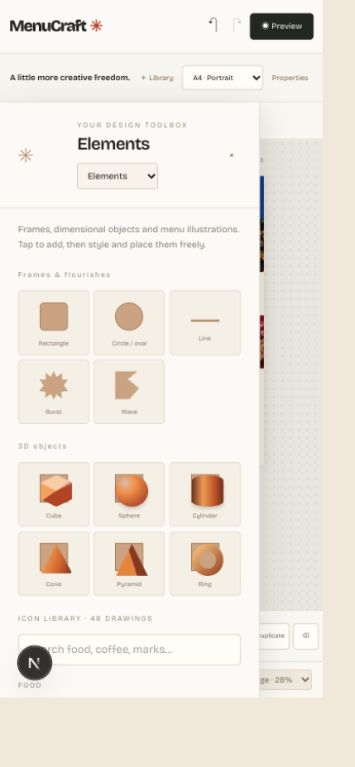 MenuCraft
Preview
A little more creative freedom.
+ Library
A4 · Portrait
Properties
YOUR DESIGN TOOLBOX
Elements
×
Elements
Frames, dimensional objects and menu illustrations.
Tap to add, then style and place them freely.
Frames & flourishes
Rectangle
Circle / oval
Line
Burst
Wave
3D objects
Cube
Sphere
Cylinder
Cone
Pyramid
Ring
ICON LIBRARY · 48 DRAWINGS
rch food, coffee, marks...
N
FOOD
uplicate
ge · 28%